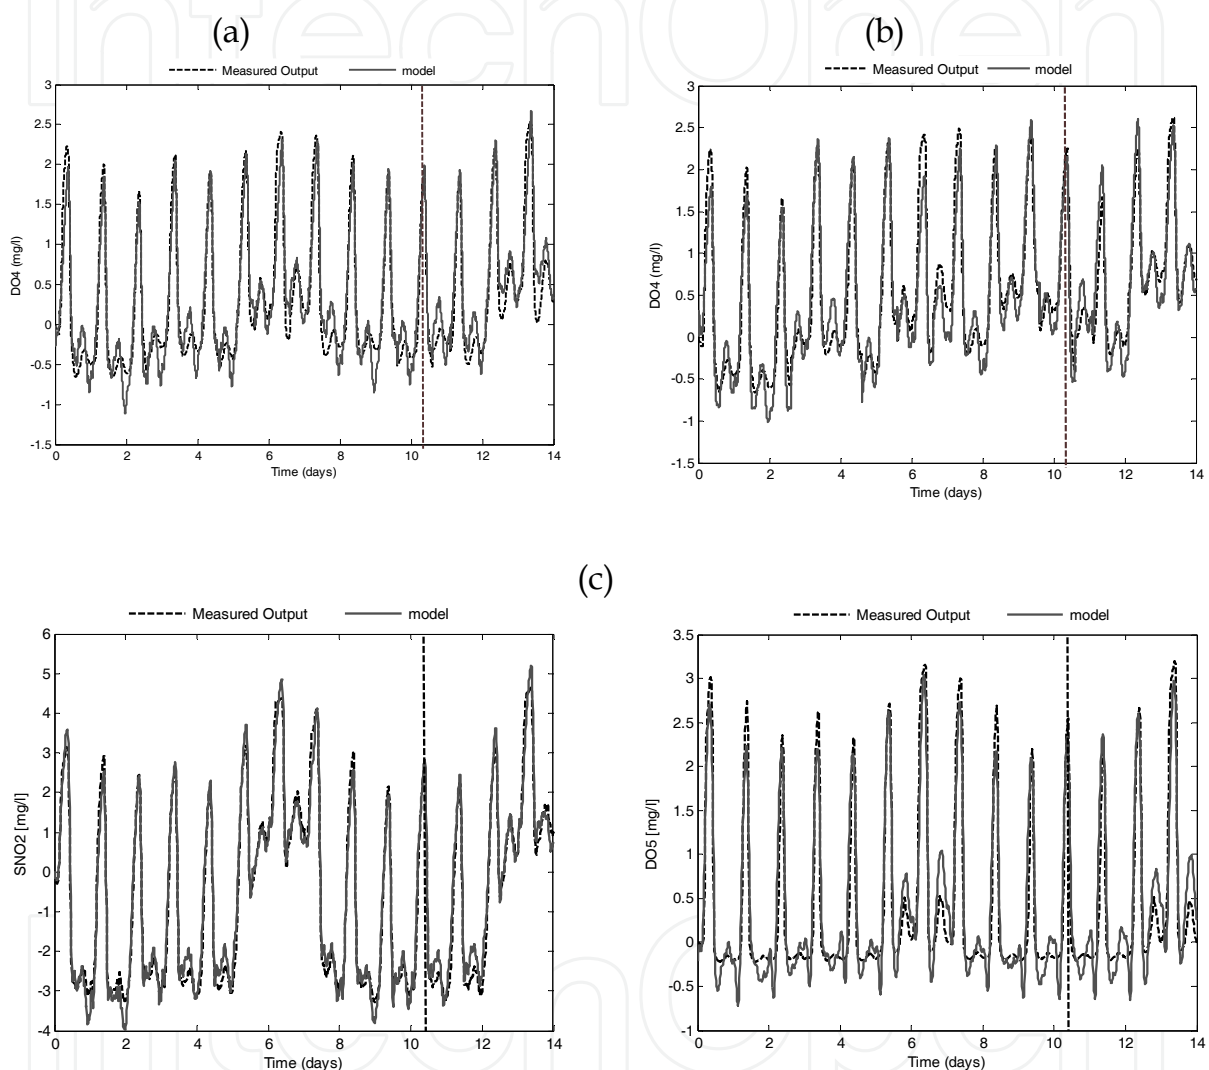 (a)
(b)
Measured Output model
Measured Output model
3
2.5
2
1.5
1
0.5
0
-0.5
-1
-1.5
DO4 (mg/l)
0 2 4 6 8 10 12 14
Time (days)
3
2.5
2
1.5
1
0.5
0
-0.5
-1
-1.5
DO4 (mg/l)
0 2 4 6 8 10 12 14
Time (days)
(c)
Measured Output model
Measured Output model
6
5
4
3
2
1
0
-1
-2
-3
-4
SNO2 [mg/l]
0 2 4 6 8 10 12 14
Time (days)
3.5
3
2.5
2
1.5
1
0.5
0
-0.5
-1
DO5 [mg/l]
0 2 4 6 8 10 12 14
Time (days)